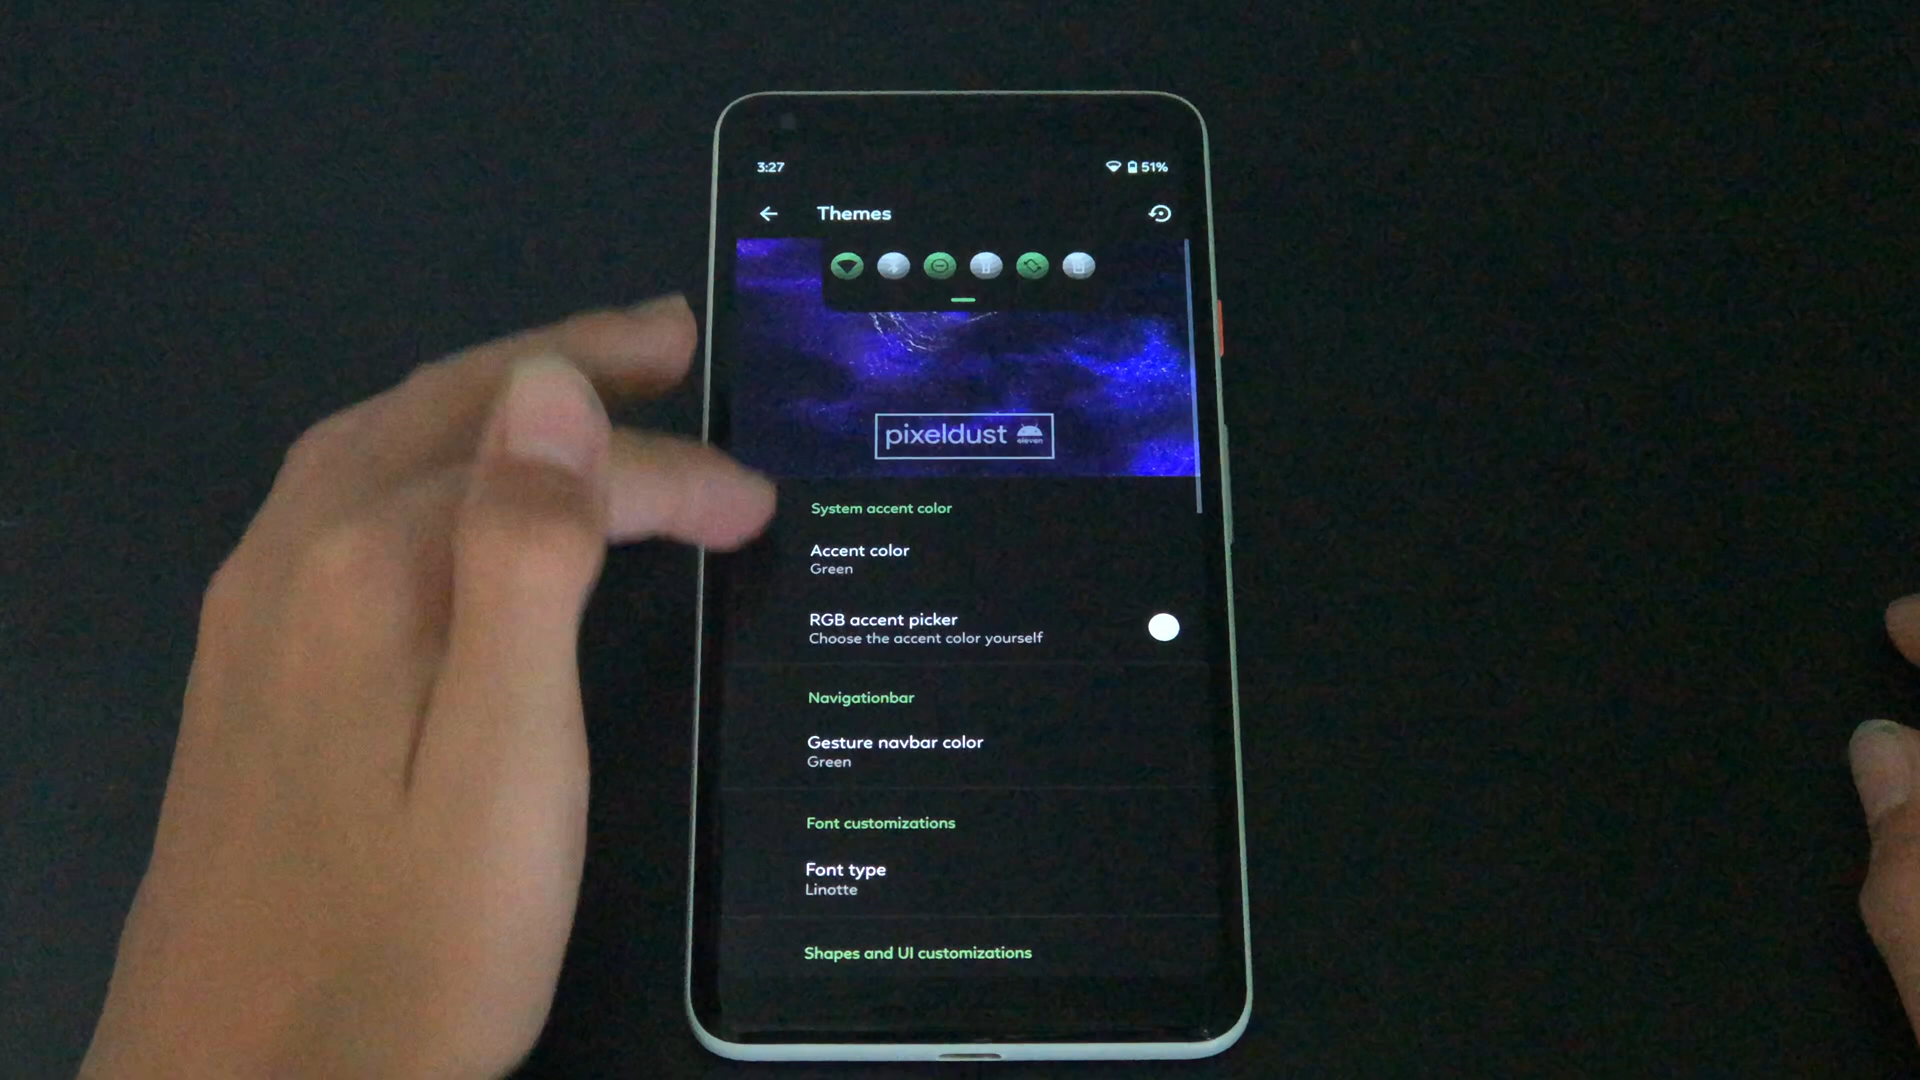 3:27
51%
Themes
pixeldust
eleven
System accent color
Accent color
Green
RGB accent picker
Choose the accent color yourself
Navigationbar
Gesture navbar color
Green
Font customizations
Font type
Linotte
Shapes and UI customizations